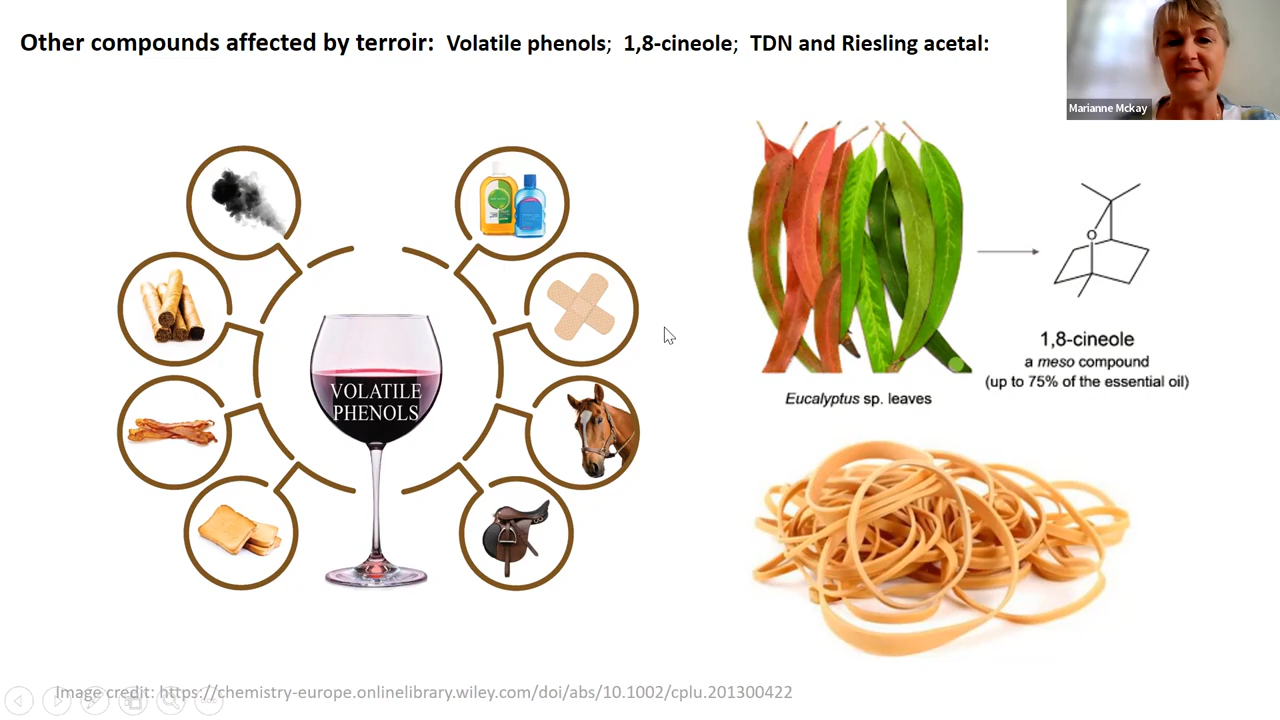 Other compounds affected by terroir: Volatile phenols; 1,8-cineole; TDN and Riesling acetal:
Marianne Mckay
VOLATILE
PHENOLS
1,8-cineole
a meso compound
(up to 75% of the essential oil)
Eucalyptus sp. leaves
O
Image credit: https://chemistry-europe.onlinelibrary.wiley.com/doi/abs/10.1002/cplu.201300422